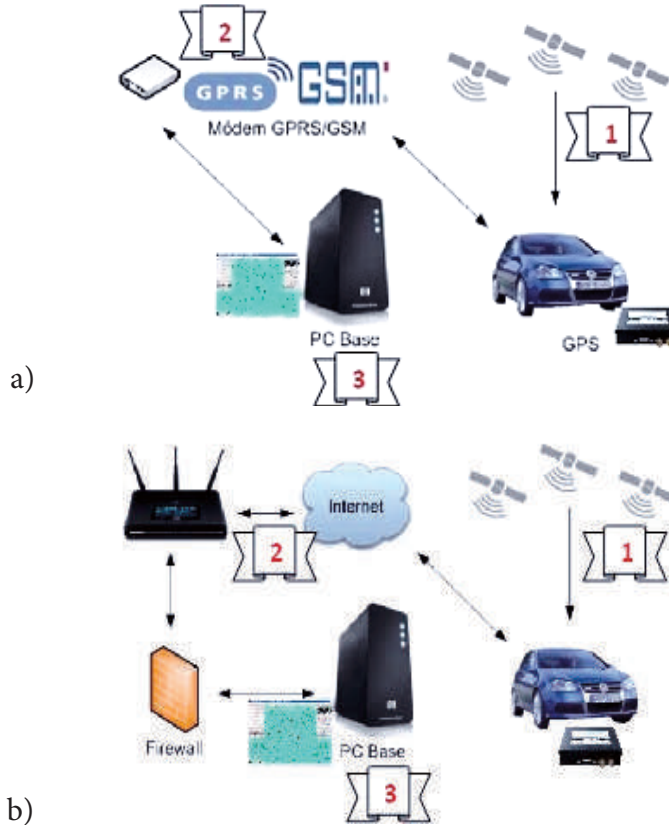 2
1
GPRS GSM
Módem GPRS/GSM
PC Base
GPS
3
a)
Internet
2
1
Firewall
PC Base
3
b)